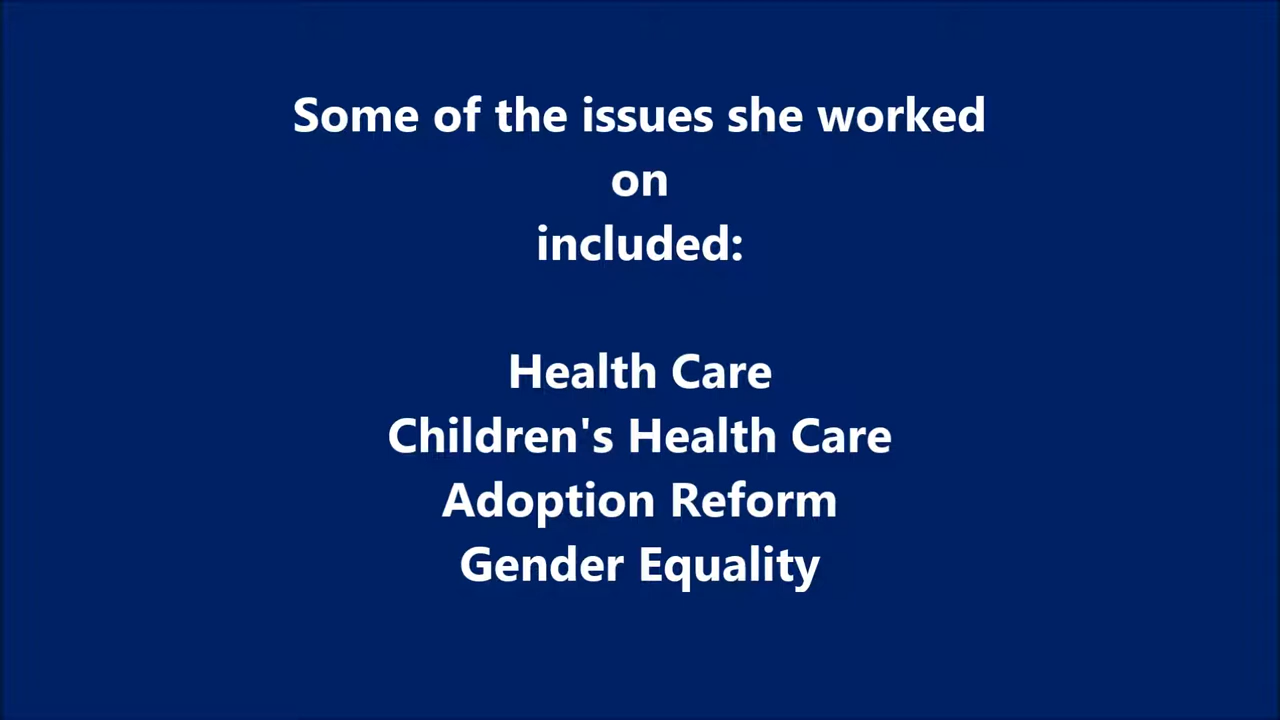 Some of the issues she worked
on
included:
Health Care
Children's Health Care
Adoption Reform
Gender Equality